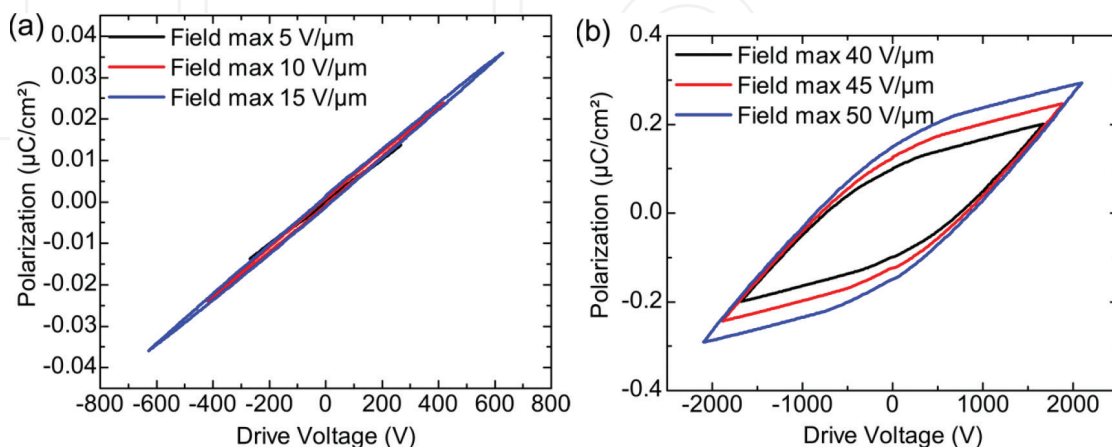 (a)
Field max 5 V/µm
Field max 10 V/µm
Field max 15 V/µm
0.04
0.03
0.02
0.01
0.00
-0.01
-0.02
-0.03
-0.04
Polarization (µC/cm²)
-800 -600 -400 -200 0 200 400 600 800
Drive Voltage (V)
(b)
Field max 40 V/µm
Field max 45 V/µm
Field max 50 V/µm
0.4
0.2
0.0
-0.2
-0.4
Polarization (µC/cm²)
-2000 -1000 0 1000 2000
Drive Voltage (V)